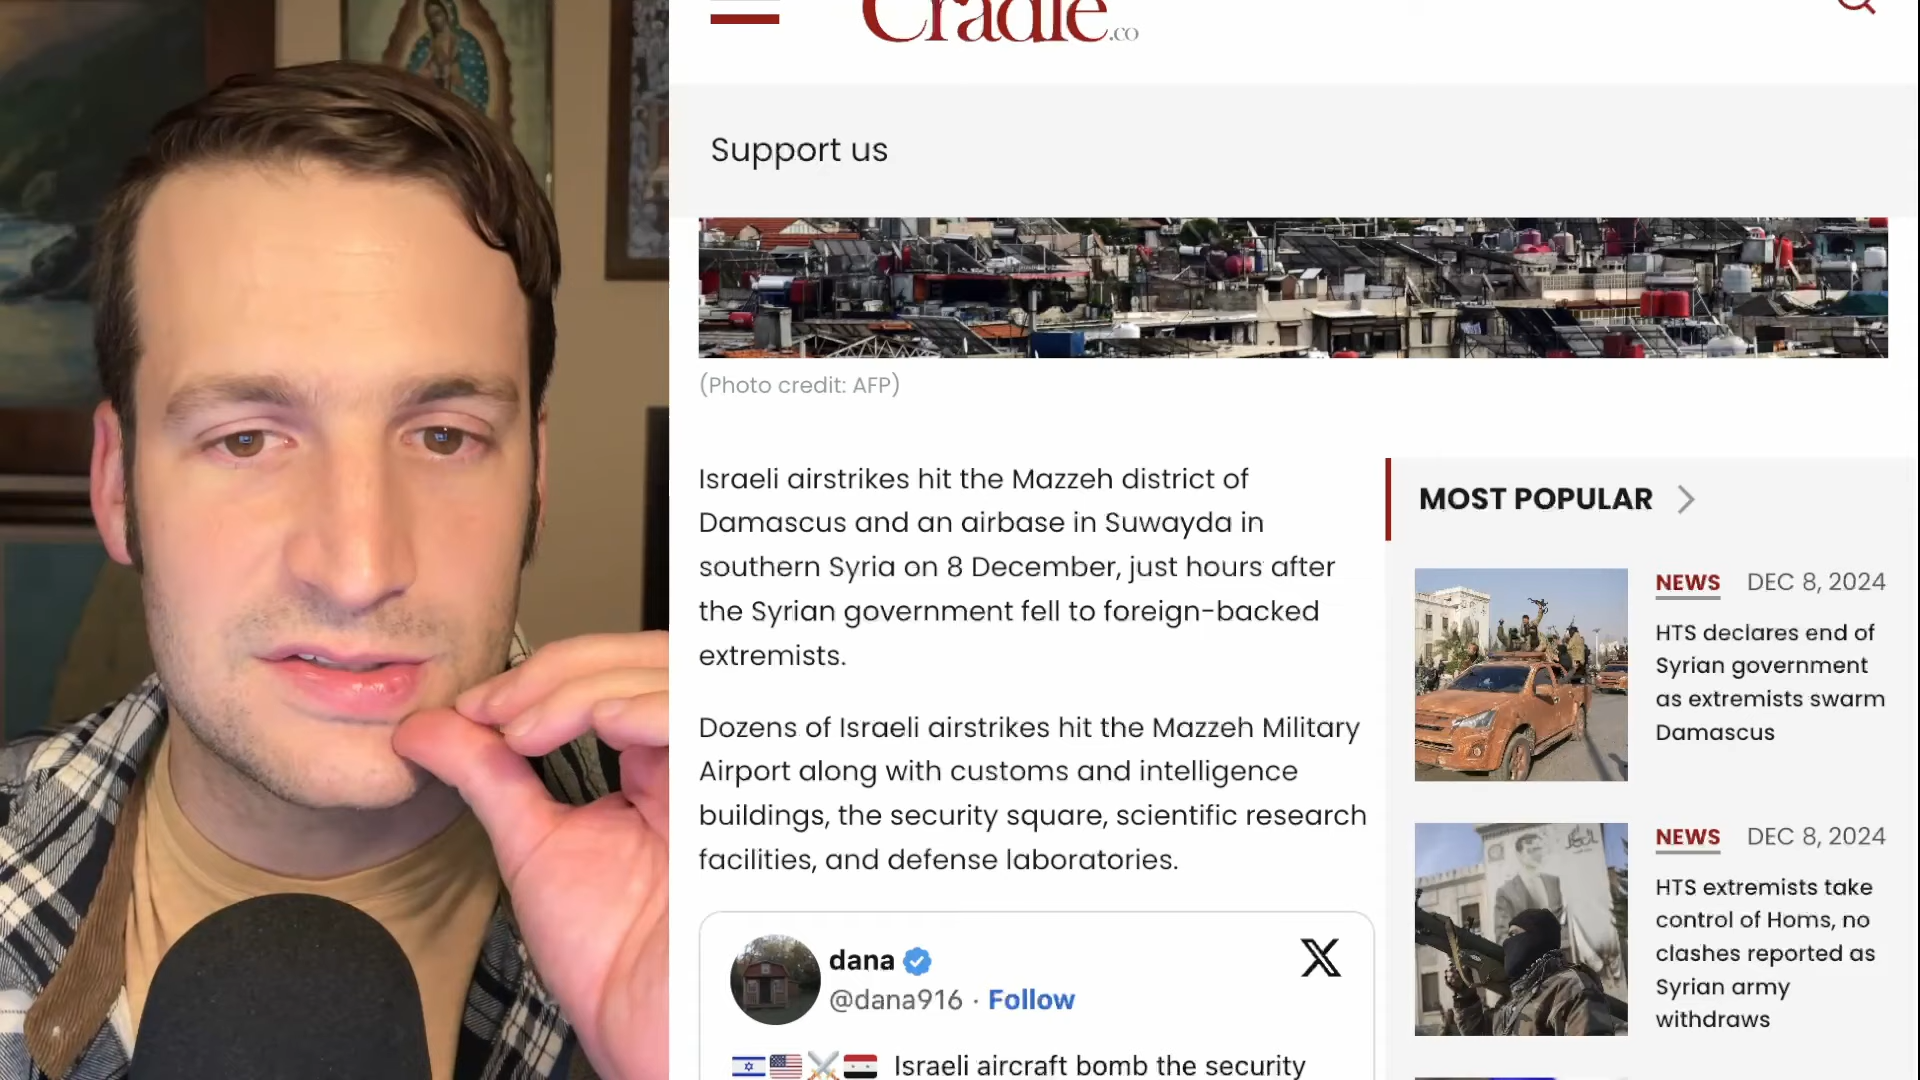 Cradle.co
Support us
(Photo credit: AFP)
Israeli airstrikes hit the Mazzeh district of
Damascus and an airbase in Suwayda in
southern Syria on 8 December, just hours after
the Syrian government fell to foreign-backed
extremists.
Dozens of Israeli airstrikes hit the Mazzeh Military
Airport along with customs and intelligence
buildings, the security square, scientific research
facilities, and defense laboratories.
dana
@dana916 · Follow
Israeli aircraft bomb the security
MOST POPULAR
NEWS DEC 8, 2024
HTS declares end of
Syrian government
as extremists swarm
Damascus
NEWS DEC 8, 2024
HTS extremists take
control of Homs, no
clashes reported as
Syrian army
withdraws